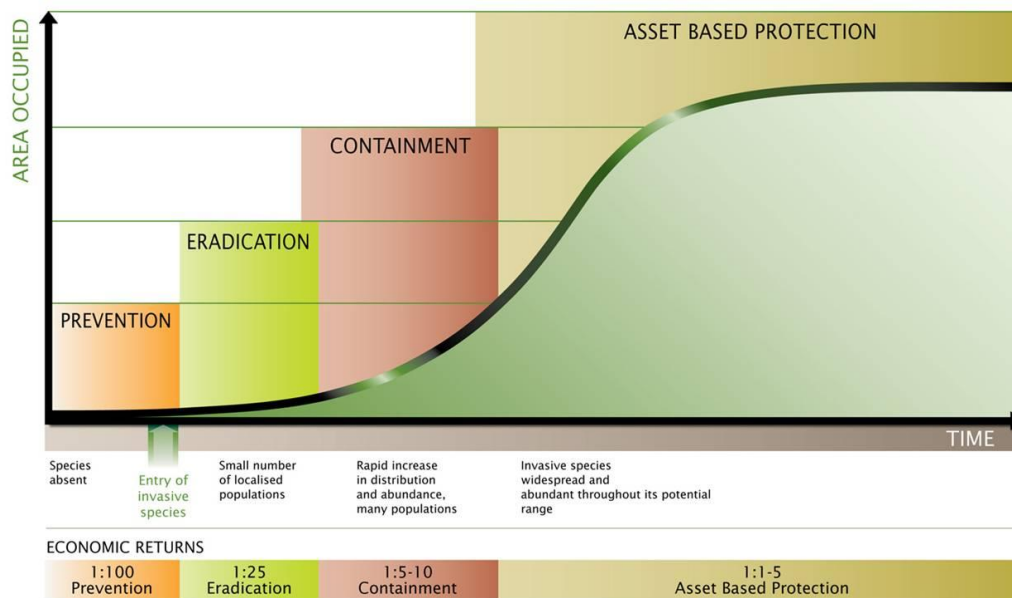 AREA OCCUPIED
ASSET BASED PROTECTION
CONTAINMENT
ERADICATION
PREVENTION
TIME
Species
absent
Entry of
invasive
species
Small number
of localised
populations
Rapid increase
in distribution
and abundance,
many populations
Invasive species
widespread and
abundant throughout its potential
range
ECONOMIC RETURNS
1:100
Prevention
1:25
Eradication
1:5-10
Containment
1:1-5
Asset Based Protection